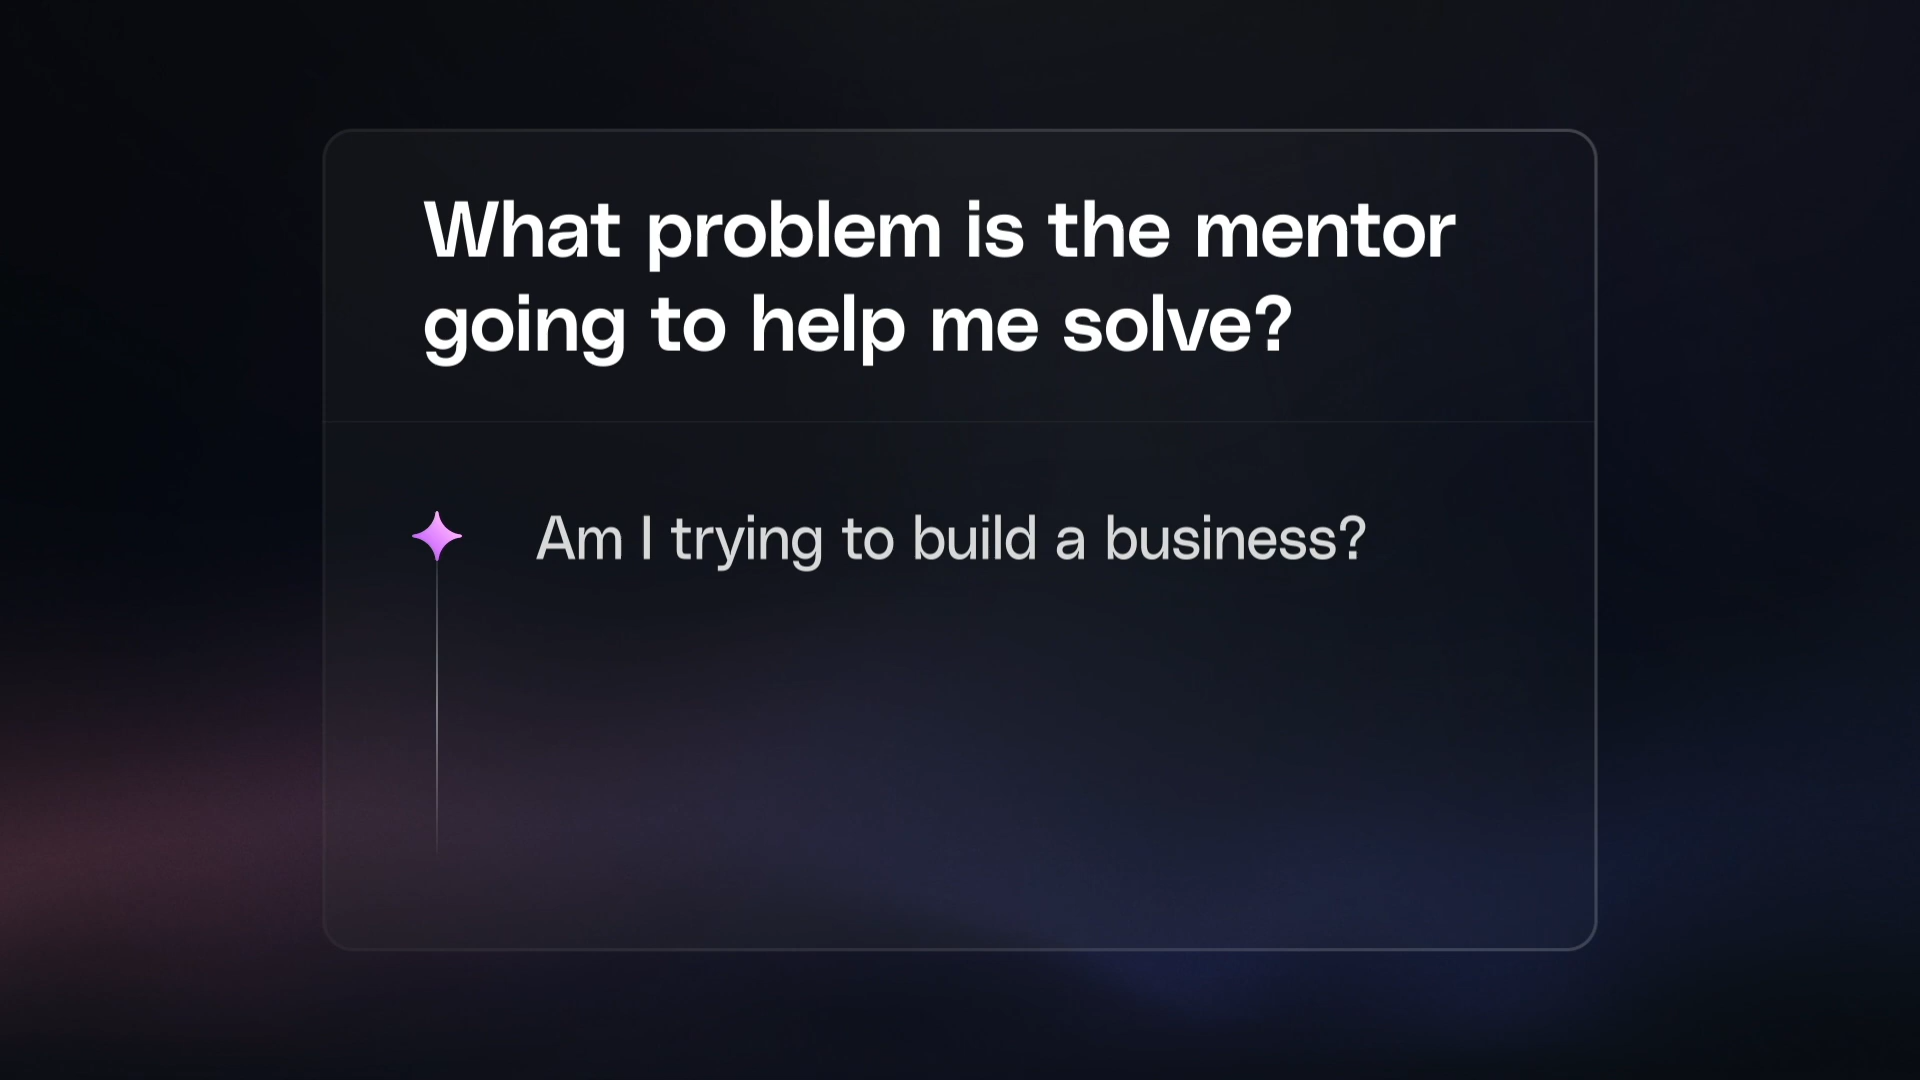 What problem is the mentor
going to help me solve?
Am I trying to build a business?